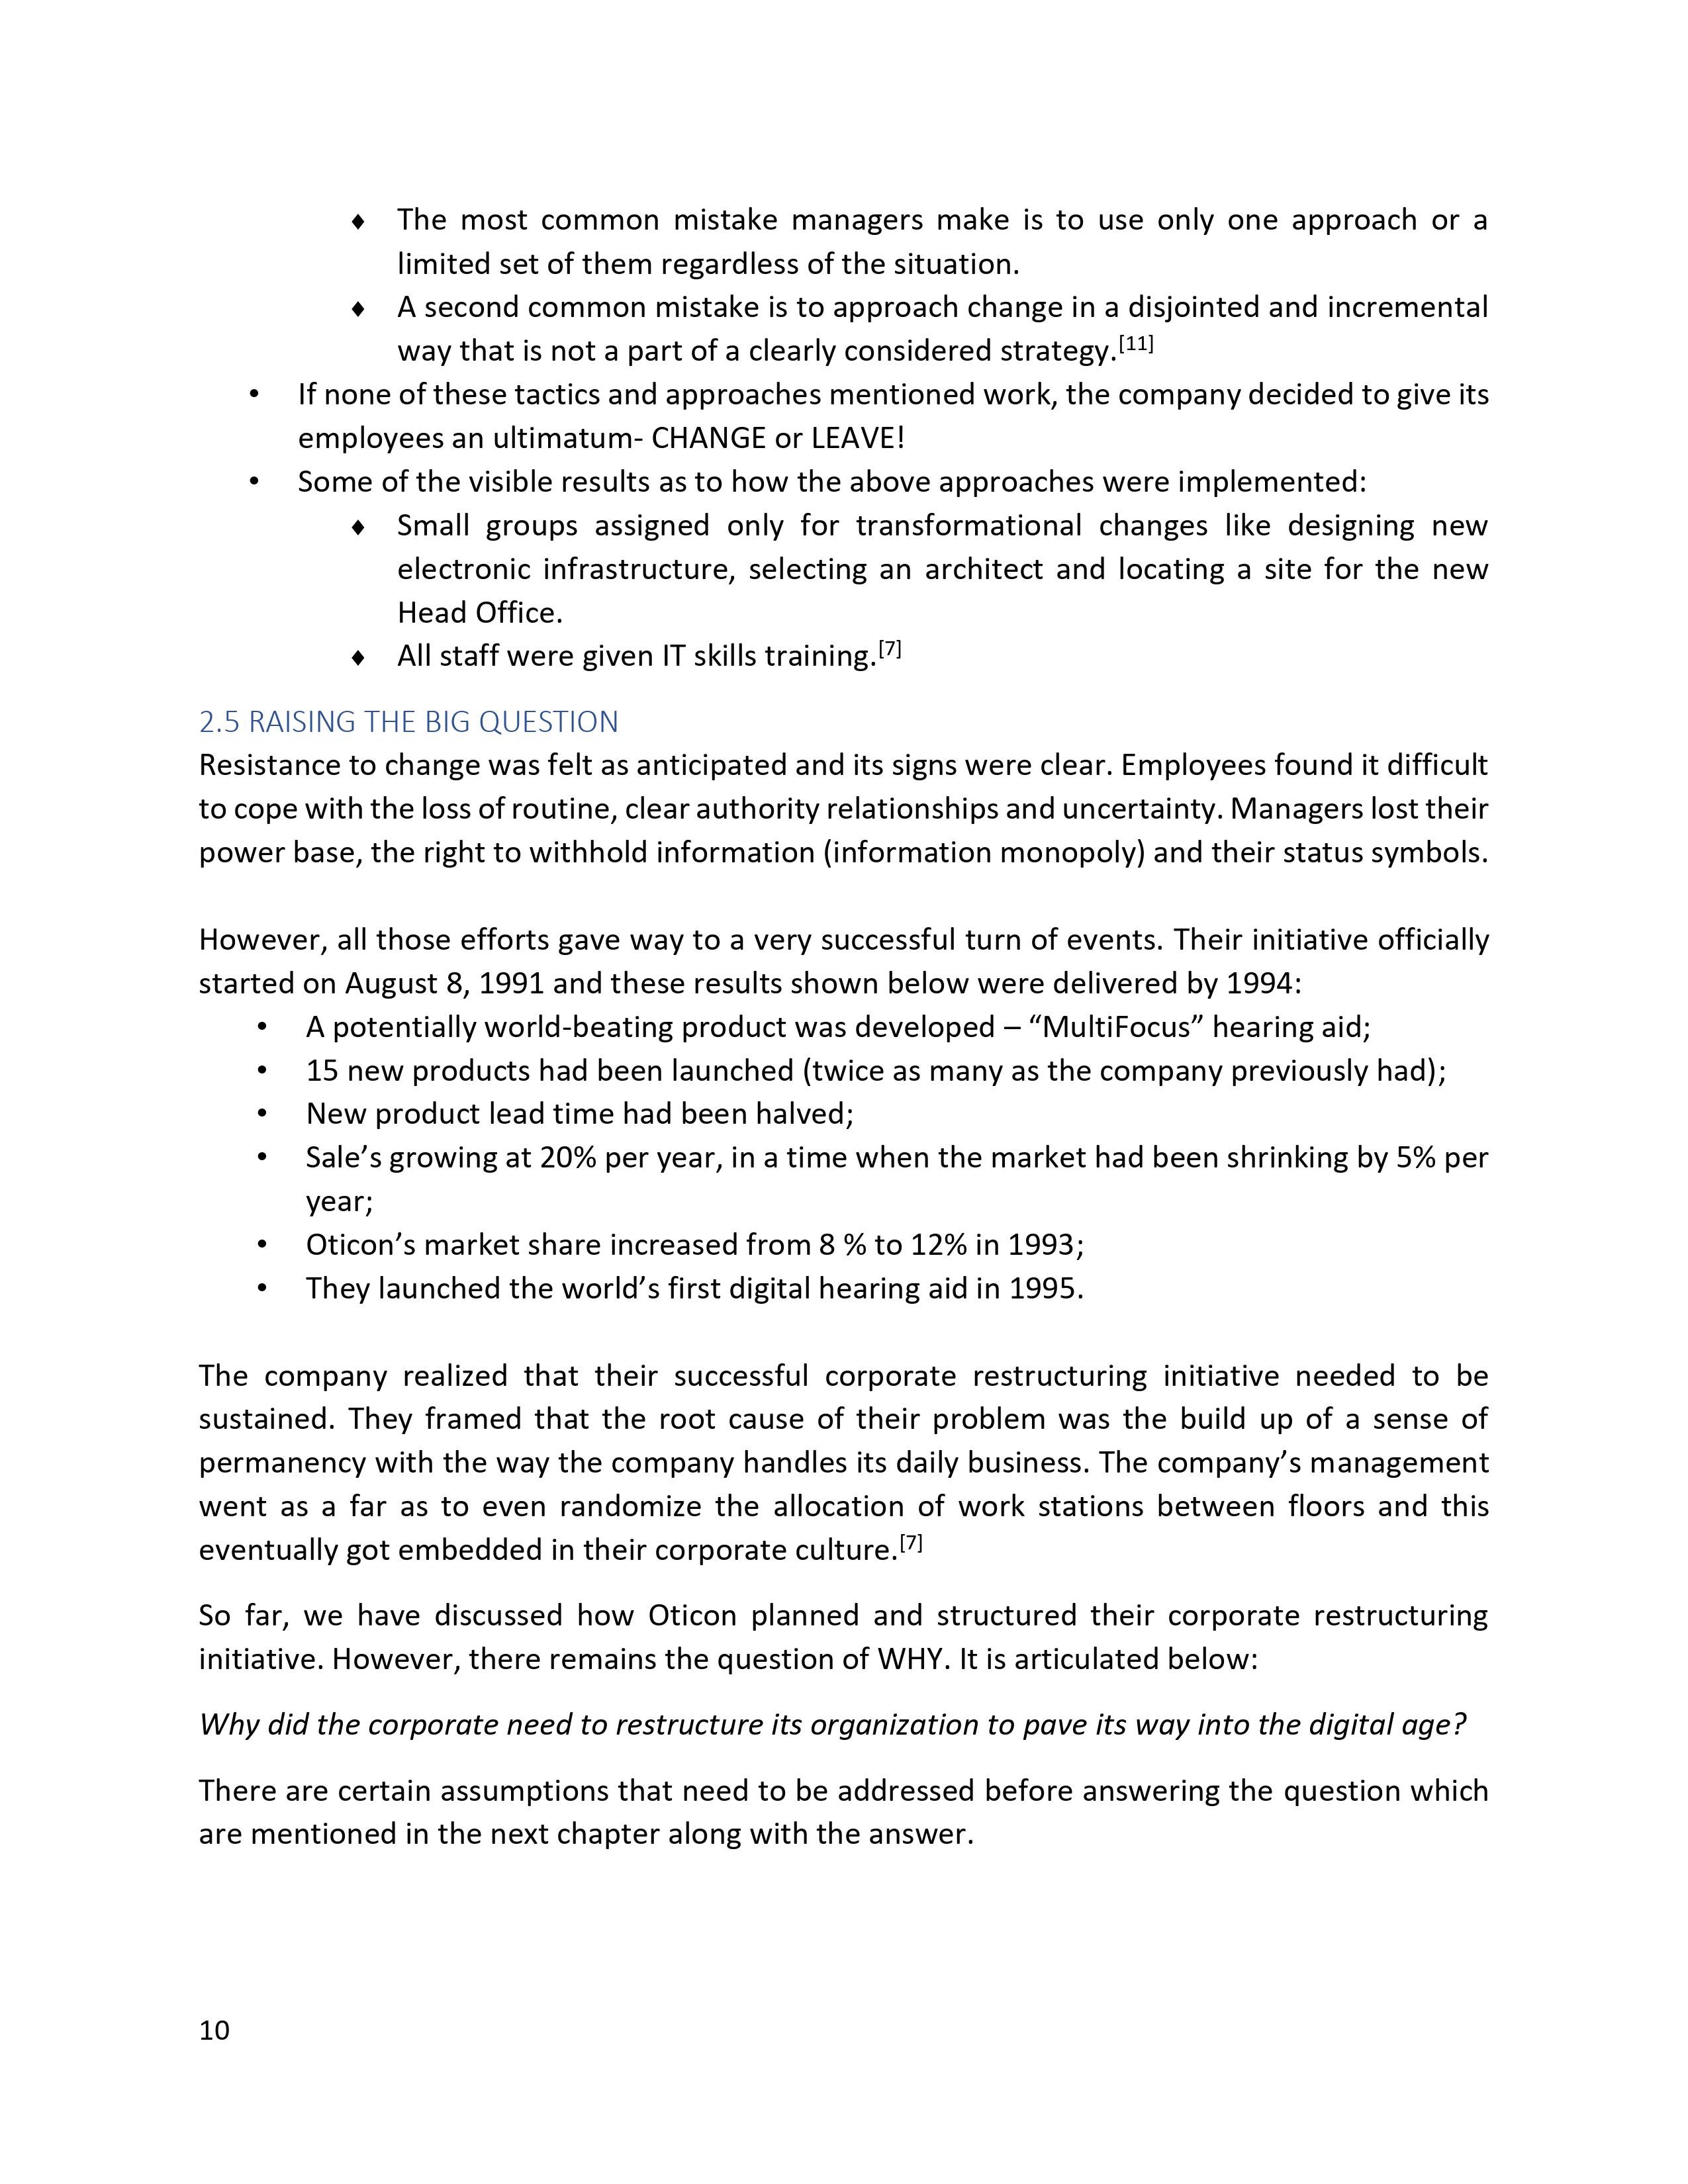 ♦ The most common mistake managers make is to use only one approach or a
limited set of them regardless of the situation.
♦ A second common mistake is to approach change in a disjointed and incremental
way that is not a part of a clearly considered strategy.[11]
• If none of these tactics and approaches mentioned work, the company decided to give its
employees an ultimatum- CHANGE or LEAVE!
• Some of the visible results as to how the above approaches were implemented:
♦ Small groups assigned only for transformational changes like designing new
electronic infrastructure, selecting an architect and locating a site for the new
Head Office.
♦ All staff were given IT skills training.[7]
2.5 RAISING THE BIG QUESTION
Resistance to change was felt as anticipated and its signs were clear. Employees found it difficult
to cope with the loss of routine, clear authority relationships and uncertainty. Managers lost their
power base, the right to withhold information (information monopoly) and their status symbols.
However, all those efforts gave way to a very successful turn of events. Their initiative officially
started on August 8, 1991 and these results shown below were delivered by 1994:
• A potentially world-beating product was developed – “MultiFocus” hearing aid;
• 15 new products had been launched (twice as many as the company previously had);
• New product lead time had been halved;
• Sale’s growing at 20% per year, in a time when the market had been shrinking by 5% per
year;
• Oticon’s market share increased from 8 % to 12% in 1993;
• They launched the world’s first digital hearing aid in 1995.
The company realized that their successful corporate restructuring initiative needed to be
sustained. They framed that the root cause of their problem was the build up of a sense of
permanency with the way the company handles its daily business. The company’s management
went as a far as to even randomize the allocation of work stations between floors and this
eventually got embedded in their corporate culture.[7]
So far, we have discussed how Oticon planned and structured their corporate restructuring
initiative. However, there remains the question of WHY. It is articulated below:
Why did the corporate need to restructure its organization to pave its way into the digital age?
There are certain assumptions that need to be addressed before answering the question which
are mentioned in the next chapter along with the answer.
10